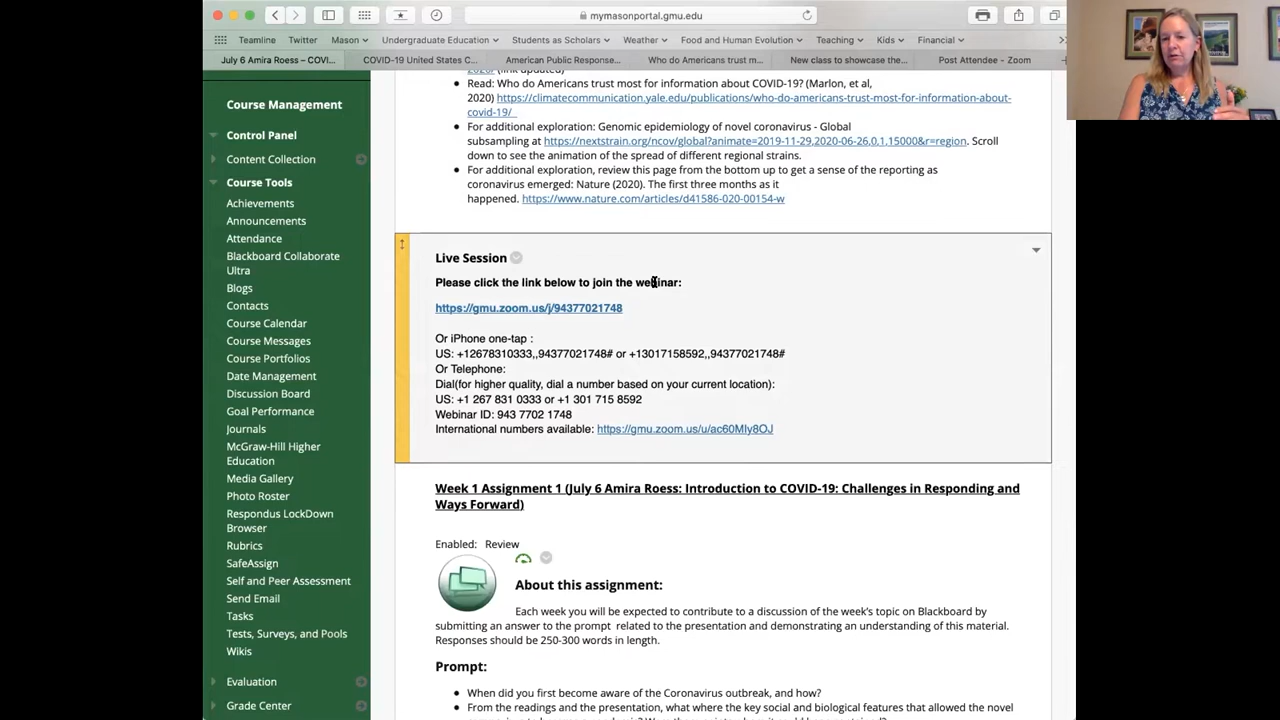 mymasonportal.gmu.edu
Teamline Twitter Mason Undergraduate Education Students as Scholars Weather Food and Human Evolution Teaching Kids Financial
July 6 Amira Roess – COVI... COVID-19 United States C... American Public Respons... Who do Americans trust m... New class to showcase the... Post Attendee - Zoom
Course Management
Control Panel
Content Collection
Course Tools
Achievements
Announcements
Attendance
Blackboard Collaborate
Ultra
Blogs
Contacts
Course Calendar
Course Messages
Course Portfolios
Date Management
Discussion Board
Goal Performance
Journals
McGraw-Hill Higher
Education
Media Gallery
Photo Roster
Respondus LockDown
Browser
Rubrics
SafeAssign
Self and Peer Assessment
Send Email
Tasks
Tests, Surveys, and Pools
Wikis
Evaluation
Grade Center
2020/ (link updated)
Read: Who do Americans trust most for information about COVID-19? (Marlon, et al,
2020) https://climatecommunication.yale.edu/publications/who-do-americans-trust-most-for-information-about-
covid-19/
For additional exploration: Genomic epidemiology of novel coronavirus - Global
subsampling at https://nextstrain.org/ncov/global?animate=2019-11-29,2020-06-26,0,1,15000&r=region. Scroll
down to see the animation of the spread of different regional strains.
For additional exploration, review this page from the bottom up to get a sense of the reporting as
coronavirus emerged: Nature (2020). The first three months as it
happened. https://www.nature.com/articles/d41586-020-00154-w
Live Session
Please click the link below to join the webinar:
https://gmu.zoom.us/j/94377021748
Or iPhone one-tap :
US: +12678310333,,94377021748# or +13017158592,,94377021748#
Or Telephone:
Dial(for higher quality, dial a number based on your current location):
US: +1 267 831 0333 or +1 301 715 8592
Webinar ID: 943 7702 1748
International numbers available: https://gmu.zoom.us/u/ac60MIy8OJ
Week 1 Assignment 1 (July 6 Amira Roess: Introduction to COVID-19: Challenges in Responding and
Ways Forward)
Enabled: Review
About this assignment:
Each week you will be expected to contribute to a discussion of the week's topic on Blackboard by
submitting an answer to the prompt related to the presentation and demonstrating an understanding of this material.
Responses should be 250-300 words in length.
Prompt:
When did you first become aware of the Coronavirus outbreak, and how?
From the readings and the presentation, what where the key social and biological features that allowed the novel